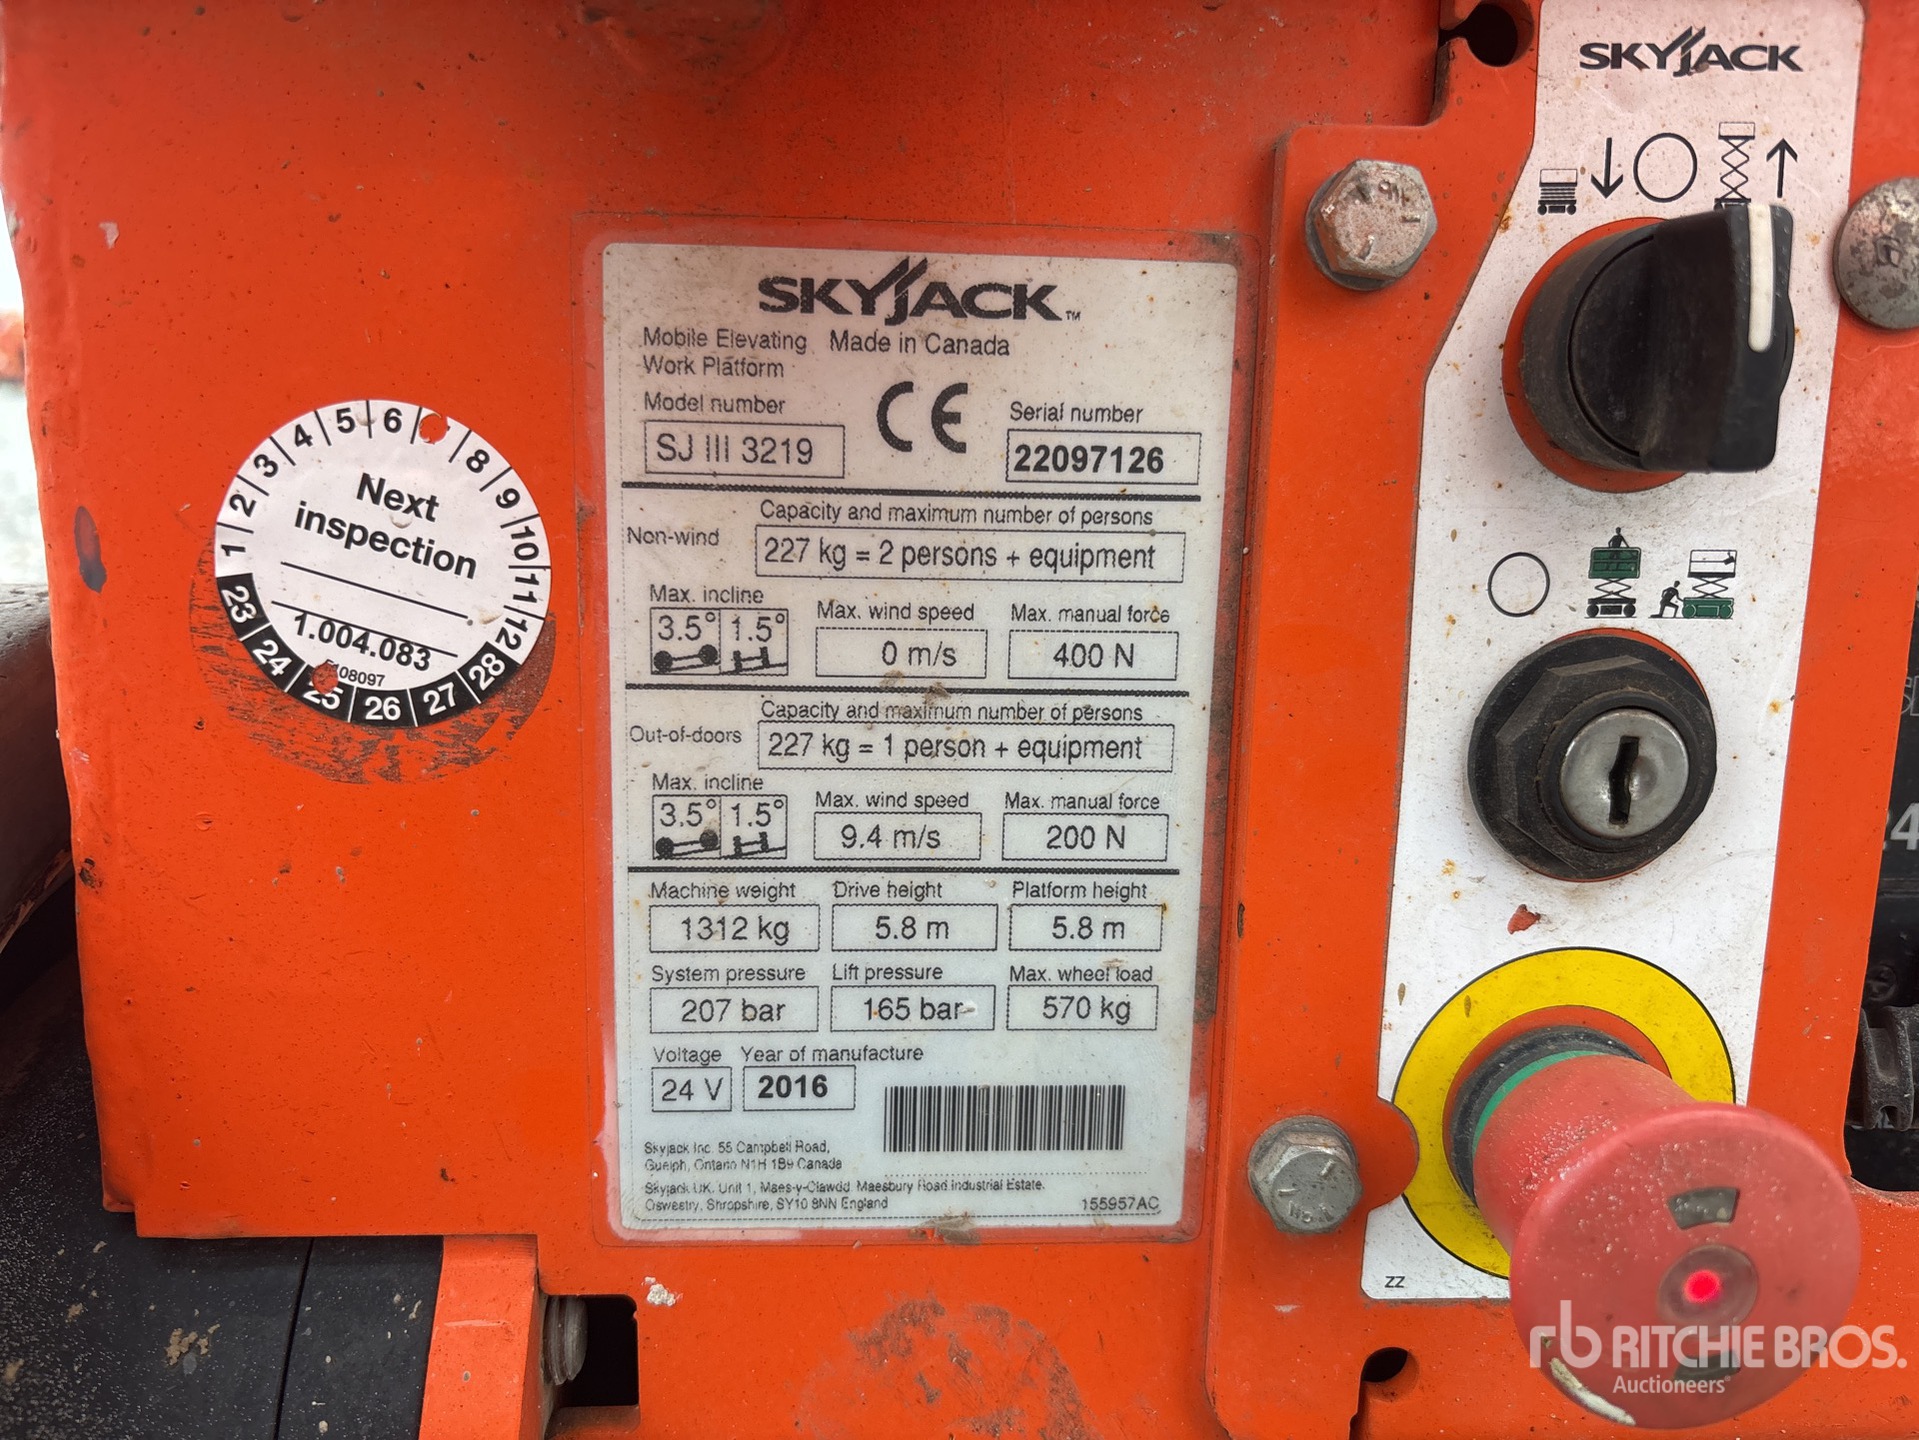 SKYJACK
SKYJACK™
Mobile Elevating Made in Canada
Work Platform
Model number
Serial number
CE
SJ III 3219
22097126
Non-wind
Capacity and maximum number of persons
227 kg = 2 persons + equipment
Max. incline
Max. wind speed
Max. manual force
3.5° 1.5°
0 m/s
400 N
Out-of-doors
Capacity and maximum number of persons
227 kg = 1 person + equipment
Max. incline
Max. wind speed
Max. manual force
3.5° 1.5°
9.4 m/s
200 N
Machine weight
Drive height
Platform height
1312 kg
5.8 m
5.8 m
System pressure
Lift pressure
Max. wheel load
207 bar
165 bar
570 kg
Voltage
Year of manufacture
24 V
2016
Skyjack Inc. 55 Campbell Road,
Guelph, Ontario N1H 1B9 Canada
Skyjack UK. Unit 1, Maes-y-Clawdd Maesbury Road Industrial Estate.
Oswestry, Shropshire, SY10 8NN England
155957AC
1 2 3 4 5 6 8 9 10 11 12
Next
inspection
1.004.083
08097
23 24 25 26 27 28
ZZ
24
rb RITCHIE BROS.
Auctioneers®